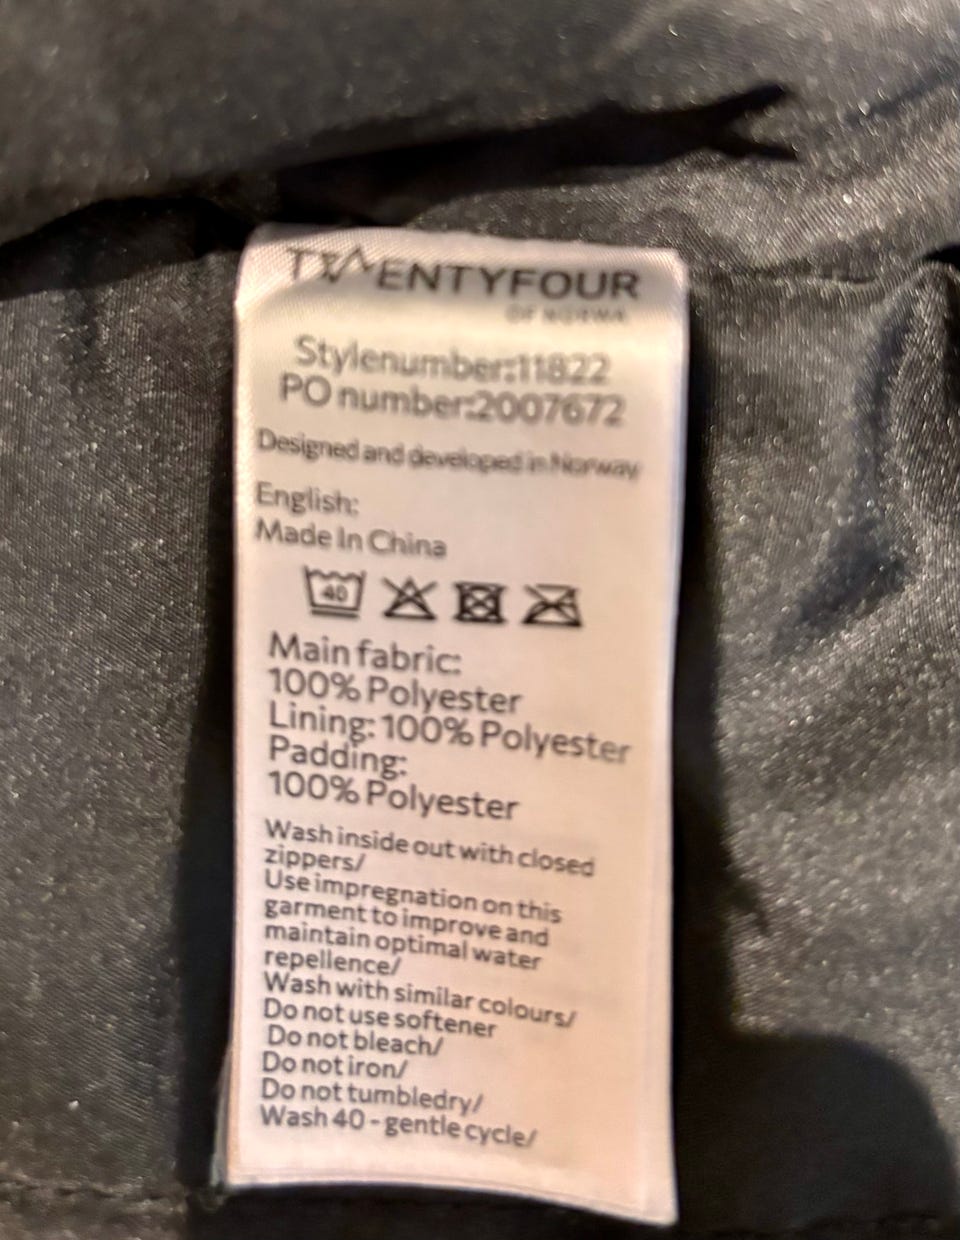 TWENTYFOUR
OF NORWA
Stylenumber:11822
PO number:2007672
Designed and developed in Norway
English:
Made In China
40
Main fabric:
100% Polyester
Lining: 100% Polyester
Padding:
100% Polyester
Wash inside out with closed
zippers/
Use impregnation on this
garment to improve and
maintain optimal water
repellence/
Wash with similar colours/
Do not use softener
Do not bleach/
Do not iron/
Do not tumbledry/
Wash 40 - gentle cycle/